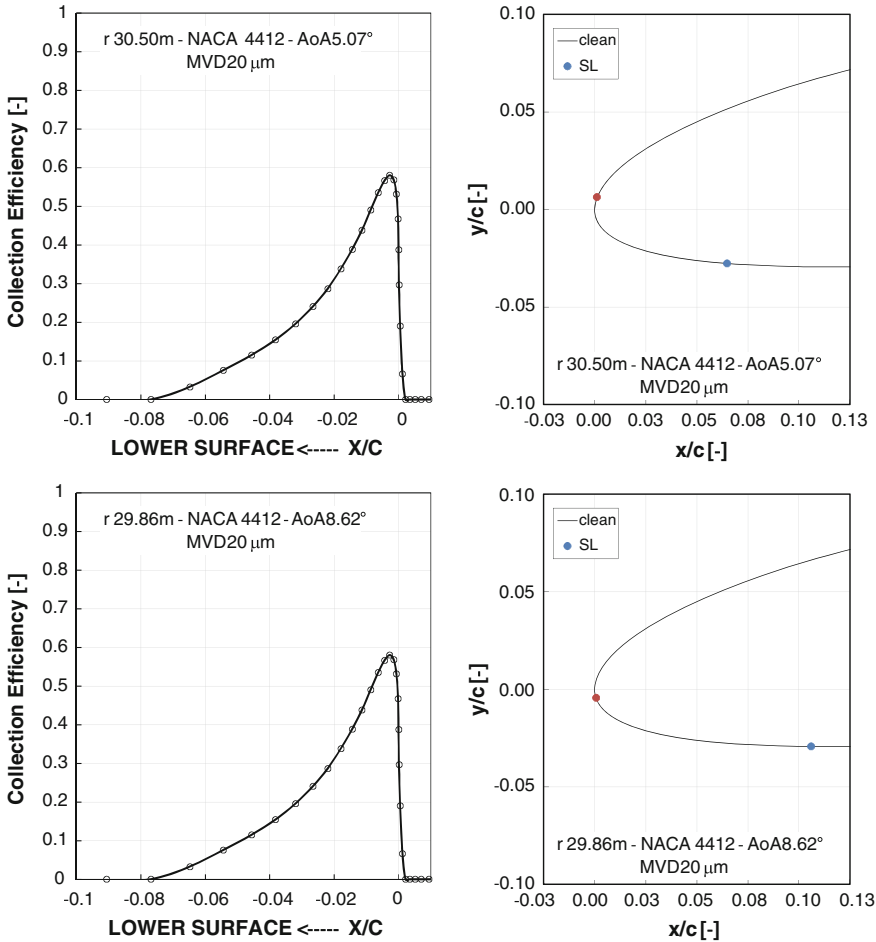 1
0.9
0.8
0.7
0.6
0.5
0.4
0.3
0.2
0.1
0
Collection Efficiency [-]
r 30.50m - NACA 4412 - AoA5.07°
MVD20 μm
-0.1 -0.08 -0.06 -0.04 -0.02 0
LOWER SURFACE <----- X/C
0.10
0.05
0.00
-0.05
-0.10
y/c [-]
clean
SL
r 30.50m - NACA 4412 - AoA5.07°
MVD20 μm
-0.03 0.00 0.03 0.05 0.08 0.10 0.13
x/c [-]
1
0.9
0.8
0.7
0.6
0.5
0.4
0.3
0.2
0.1
0
Collection Efficiency [-]
r 29.86m - NACA 4412 - AoA8.62°
MVD20 μm
-0.1 -0.08 -0.06 -0.04 -0.02 0
LOWER SURFACE <----- X/C
0.10
0.05
0.00
-0.05
-0.10
y/c [-]
clean
SL
r 29.86m - NACA 4412 - AoA8.62°
MVD20 μm
-0.03 0.00 0.03 0.05 0.08 0.10 0.13
x/c [-]